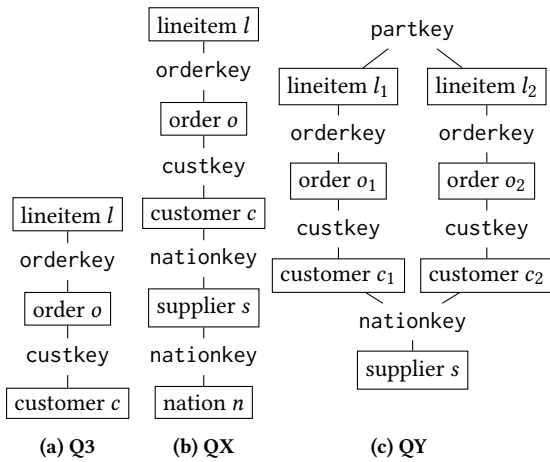 lineitem l
orderkey
order o
custkey
customer c
(a) Q3
lineitem l
orderkey
order o
custkey
customer c
nationkey
supplier s
nationkey
nation n
(b) QX
partkey
lineitem l₁ lineitem l₂
orderkey orderkey
order o₁ order o₂
custkey custkey
customer c₁ customer c₂
nationkey
supplier s
(c) QY